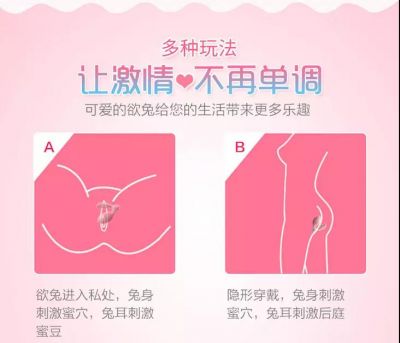 多种玩法
让激情❤不再单调
可爱的欲兔给您的生活带来更多乐趣
A
欲兔进入私处，兔身
刺激蜜穴，兔耳刺激
蜜豆
B
隐形穿戴，兔身刺激
蜜穴，兔耳刺激后庭